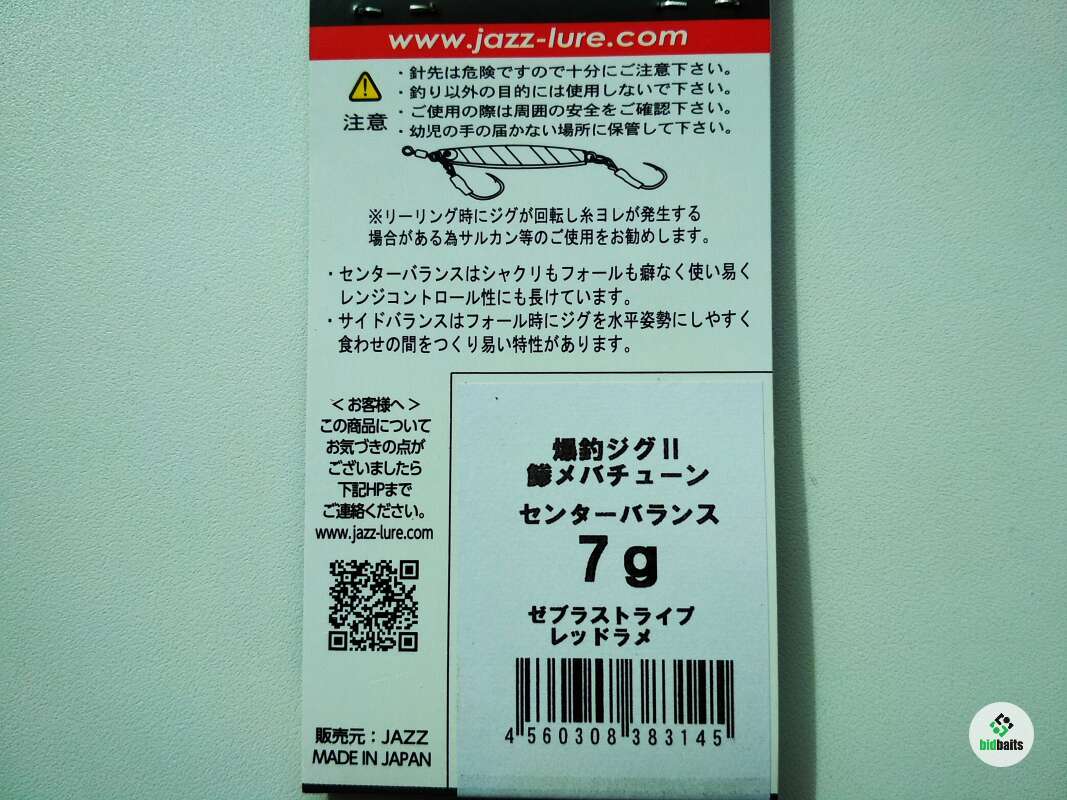 www.jazz-lure.com
・針先は危険ですので十分にご注意下さい。
・釣り以外の目的には使用しないで下さい。
・ご使用の際は周囲の安全をご確認下さい。
・幼児の手の届かない場所に保管して下さい。
注意
※リーリング時にジグが回転し糸ヨレが発生する
場合がある為サルカン等のご使用をお勧めします。
・センターバランスはシャクリもフォールも癖なく使い易く
レンジコントロール性にも長けています。
・サイドバランスはフォール時にジグを水平姿勢にしやすく
食わせの間をつくり易い特性があります。
＜お客様へ＞
この商品について
お気づきの点が
ございましたら
下記HPまで
ご連絡ください。
www.jazz-lure.com
販売元：JAZZ
MADE IN JAPAN
爆釣ジグII
鯵メバチューン
センターバランス
7g
ゼブラストライプ
レッドラメ
4 560308 383145
bidbaits